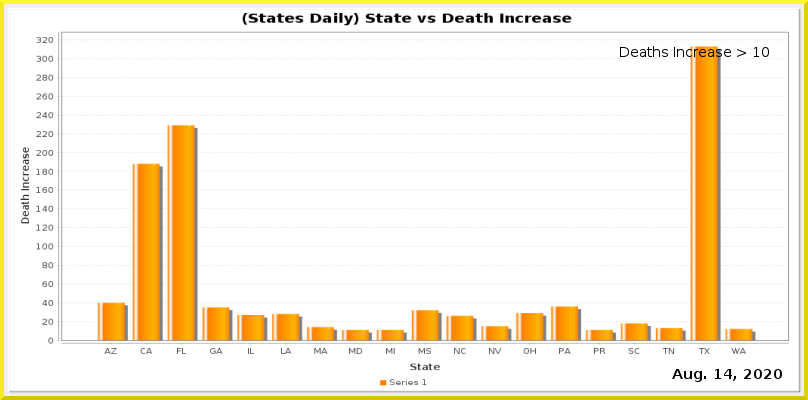 (States Daily) State vs Death Increase
Deaths Increase > 10
320
300
280
260
240
220
200
180
160
140
120
100
80
60
40
20
0
Death Increase
AZ CA FL GA IL LA MA MD MI MS NC NV OH PA PR SC TN TX WA
State
Aug. 14, 2020
Series 1